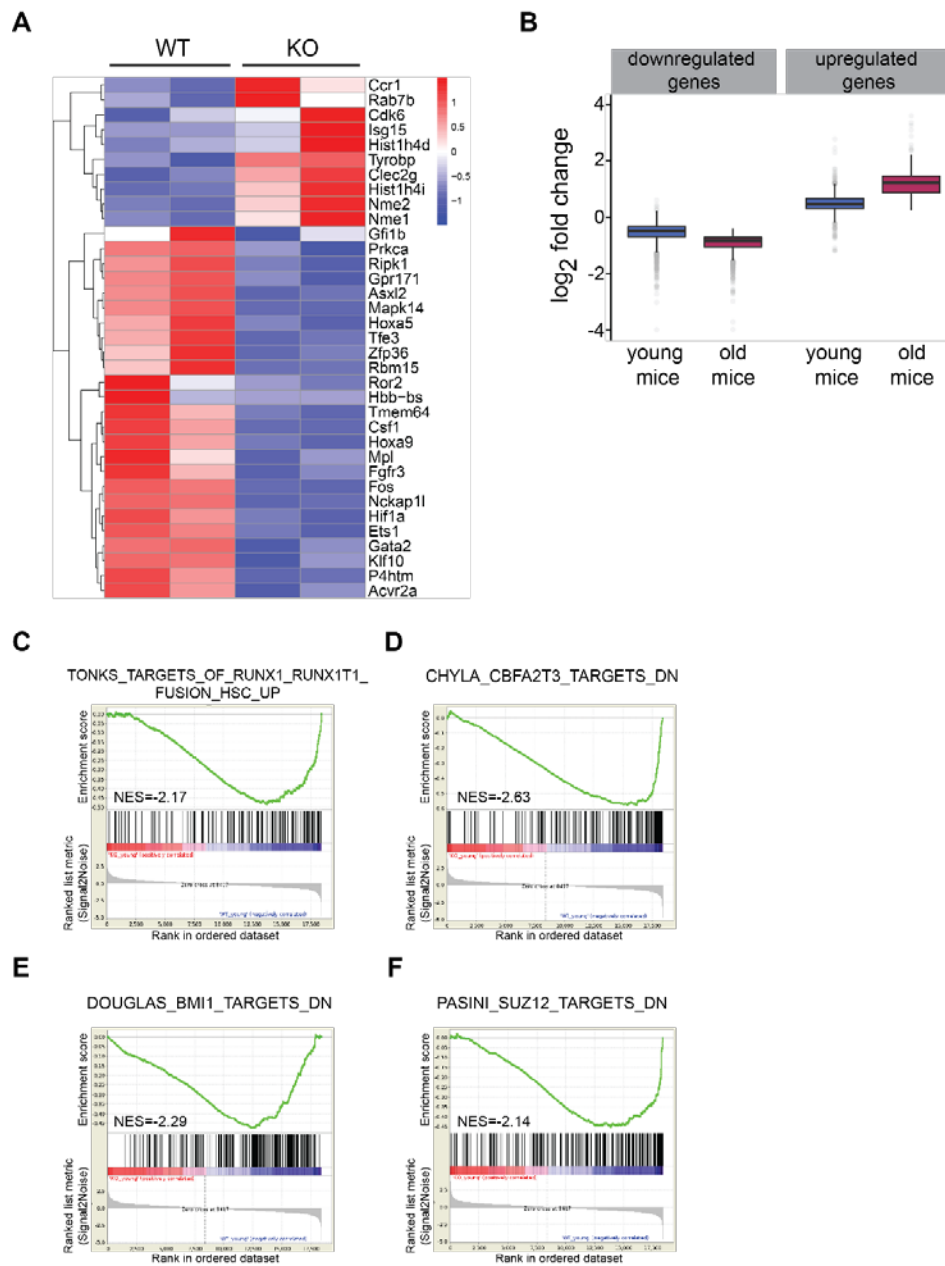 A
WT
KO
Ccr1
Rab7b
Cdk6
Isg15
Hist1h4d
Tyrobp
Clec2g
Hist1h4i
Nme2
Nme1
Gfi1b
Prkca
Ripk1
Gpr171
Asxl2
Mapk14
Hoxa5
Tfe3
Zfp36
Rbm15
Ror2
Hbb-bs
Tmem64
Csf1
Hoxa9
Mpl
Fgfr3
Fos
Nckap1l
Hif1a
Ets1
Gata2
Klf10
P4htm
Acvr2a
1
0.5
0
-0.5
-1
B
downregulated genes
upregulated genes
log2 fold change
4
2
0
-2
-4
young mice
old mice
young mice
old mice
C
TONKS_TARGETS_OF_RUNX1_RUNX1T1_
FUSION_HSC_UP
Enrichment score
NES=-2.17
Ranked list metric
(Signal2Noise)
Rank in ordered dataset
D
CHYLA_CBFA2T3_TARGETS_DN
Enrichment score
NES=-2.63
Ranked list metric
(Signal2Noise)
Rank in ordered dataset
E
DOUGLAS_BMI1_TARGETS_DN
Enrichment score
NES=-2.29
Ranked list metric
(Signal2Noise)
Rank in ordered dataset
F
PASINI_SUZ12_TARGETS_DN
Enrichment score
NES=-2.14
Ranked list metric
(Signal2Noise)
Rank in ordered dataset